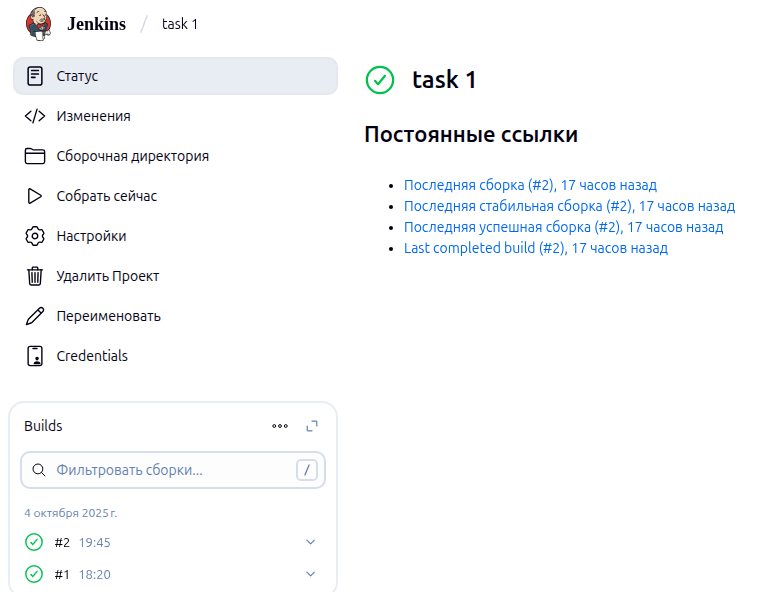 Jenkins / task 1
Статус
Изменения
Сборочная директория
Собрать сейчас
Настройки
Удалить Проект
Переименовать
Credentials
Builds
Фильтровать сборки... /
4 октября 2025 г.
#2 19:45
#1 18:20
task 1
Постоянные ссылки
Последняя сборка (#2), 17 часов назад
Последняя стабильная сборка (#2), 17 часов назад
Последняя успешная сборка (#2), 17 часов назад
Last completed build (#2), 17 часов назад